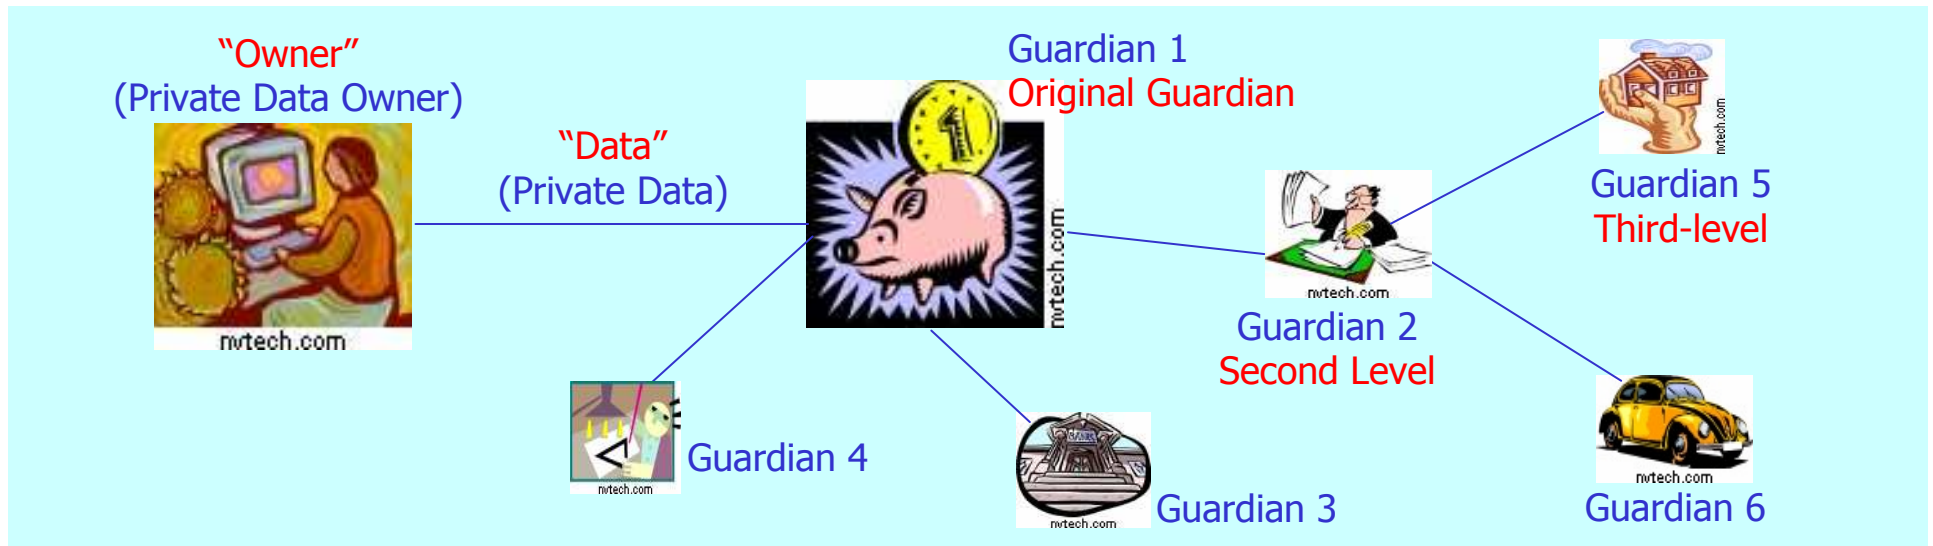 “Owner”
(Private Data Owner)
nvtech.com
“Data”
(Private Data)
Guardian 1
Original Guardian
nvtech.com
Guardian 2
Second Level
nvtech.com
Guardian 5
Third-level
nvtech.com
Guardian 4
nvtech.com
BANK
Guardian 3
nvtech.com
Guardian 6
nvtech.com
1